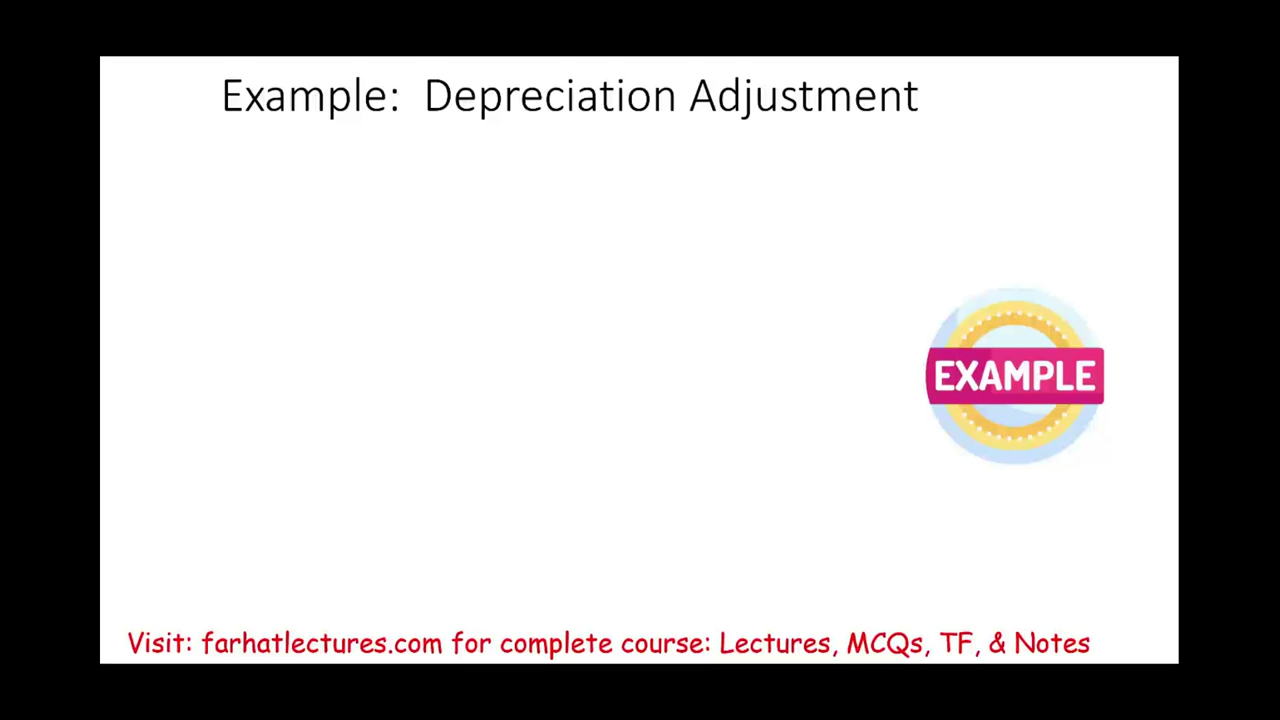 Example:  Depreciation Adjustment
EXAMPLE
Visit: farhatlectures.com for complete course: Lectures, MCQs, TF, & Notes